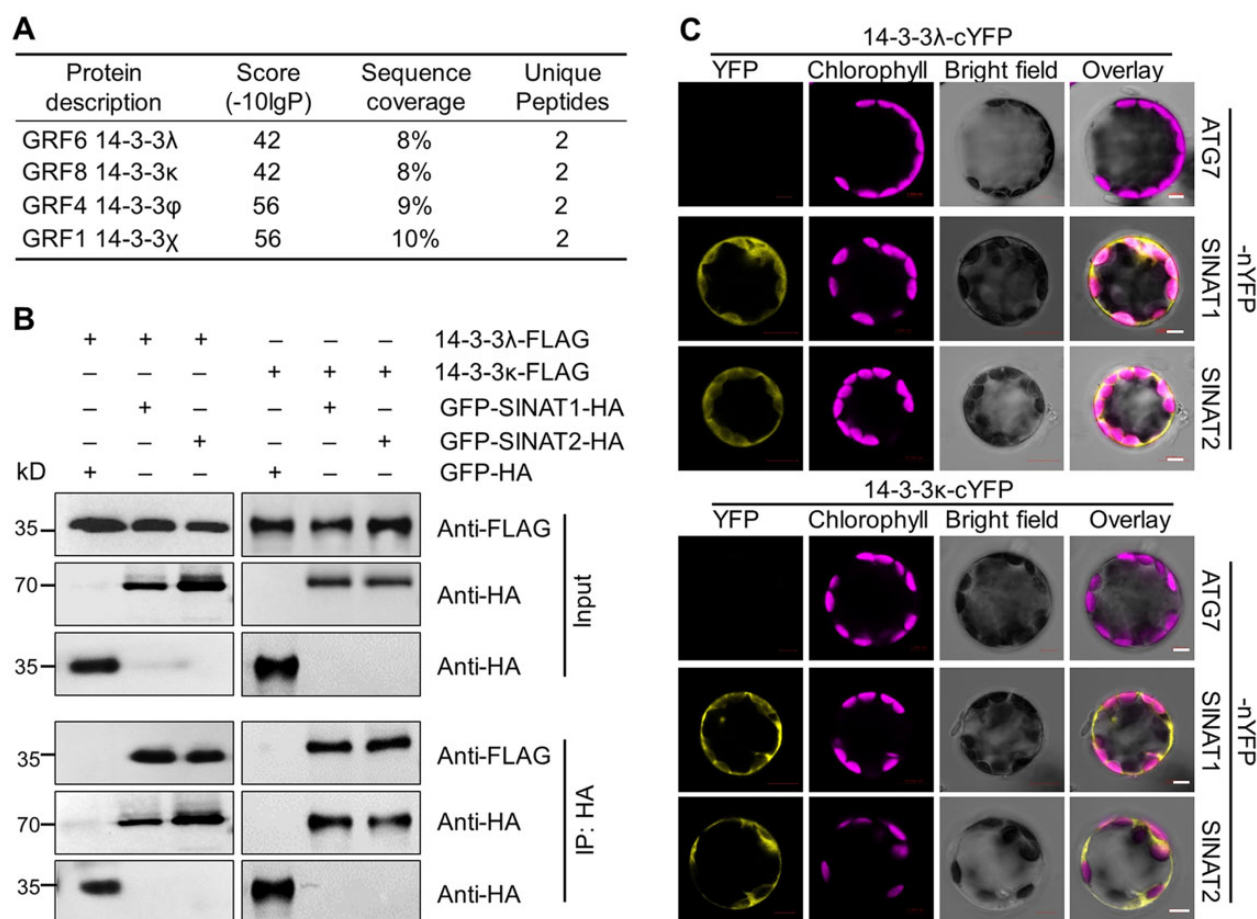 A
Protein description Score (-10lgP) Sequence coverage Unique Peptides
GRF6 14-3-3λ 42 8% 2
GRF8 14-3-3κ 42 8% 2
GRF4 14-3-3φ 56 9% 2
GRF1 14-3-3χ 56 10% 2
B
+ + + – – – 14-3-3λ-FLAG
– – – + + + 14-3-3κ-FLAG
– + – – + – GFP-SINAT1-HA
– – + – – + GFP-SINAT2-HA
kD + – – + – – GFP-HA
35 Anti-FLAG
70 Anti-HA
35 Anti-HA
Input
35 Anti-FLAG
70 Anti-HA
35 Anti-HA
IP: HA
C
14-3-3λ-cYFP
YFP Chlorophyll Bright field Overlay
ATG7
SINAT1
SINAT2
-nYFP
14-3-3κ-cYFP
YFP Chlorophyll Bright field Overlay
ATG7
SINAT1
SINAT2
-nYFP